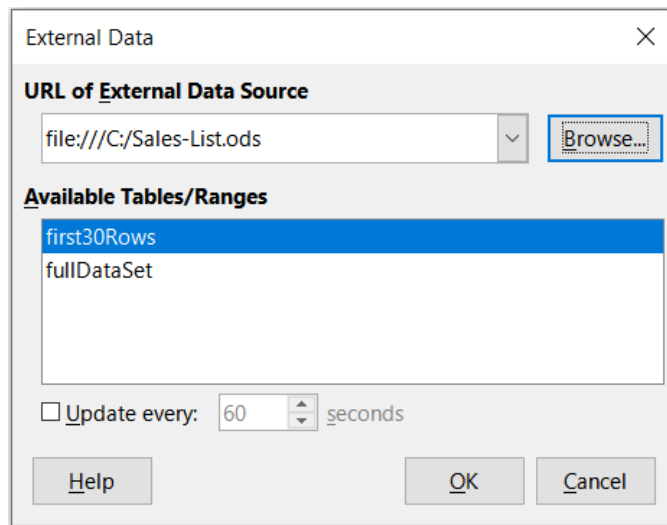 External Data
URL of External Data Source
file:///C:/Sales-List.ods
Browse...
Available Tables/Ranges
first30Rows
fullDataSet
Update every: 60 seconds
Help OK Cancel